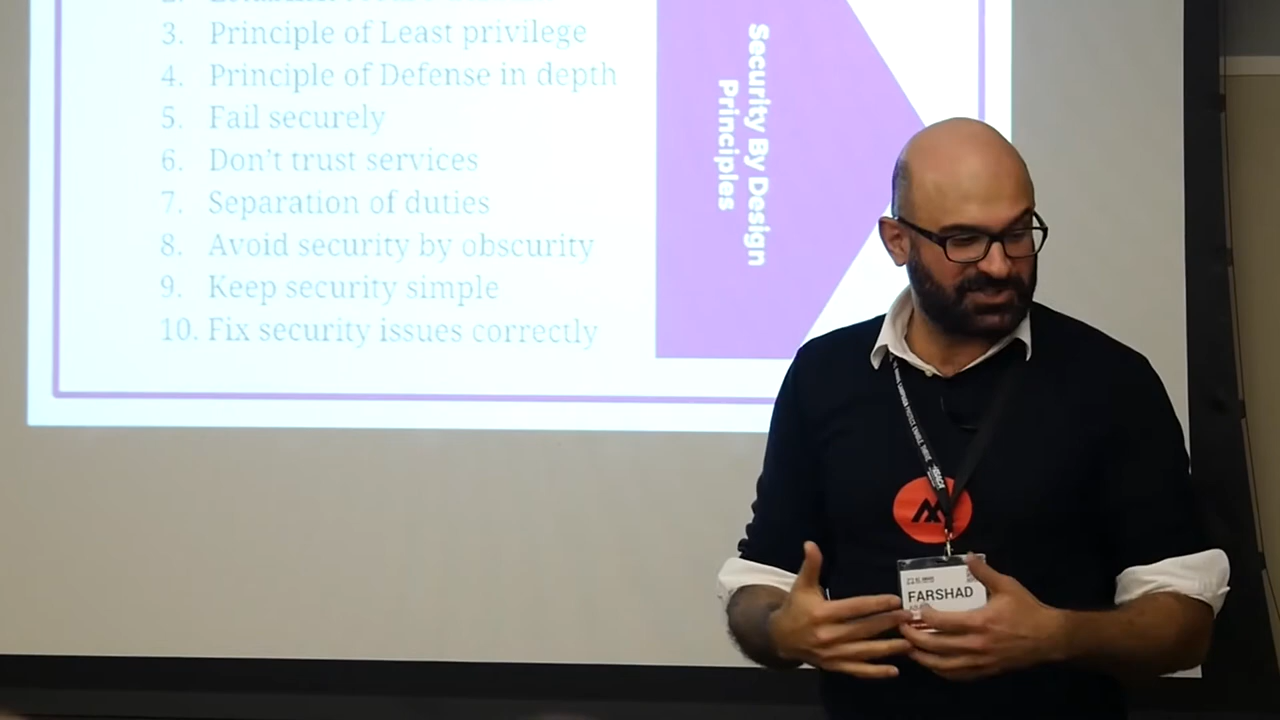 2.
3. Principle of Least privilege
4. Principle of Defense in depth
5. Fail securely
6. Don't trust services
7. Separation of duties
8. Avoid security by obscurity
9. Keep security simple
10. Fix security issues correctly
Security By Design
Principles
FARSHAD